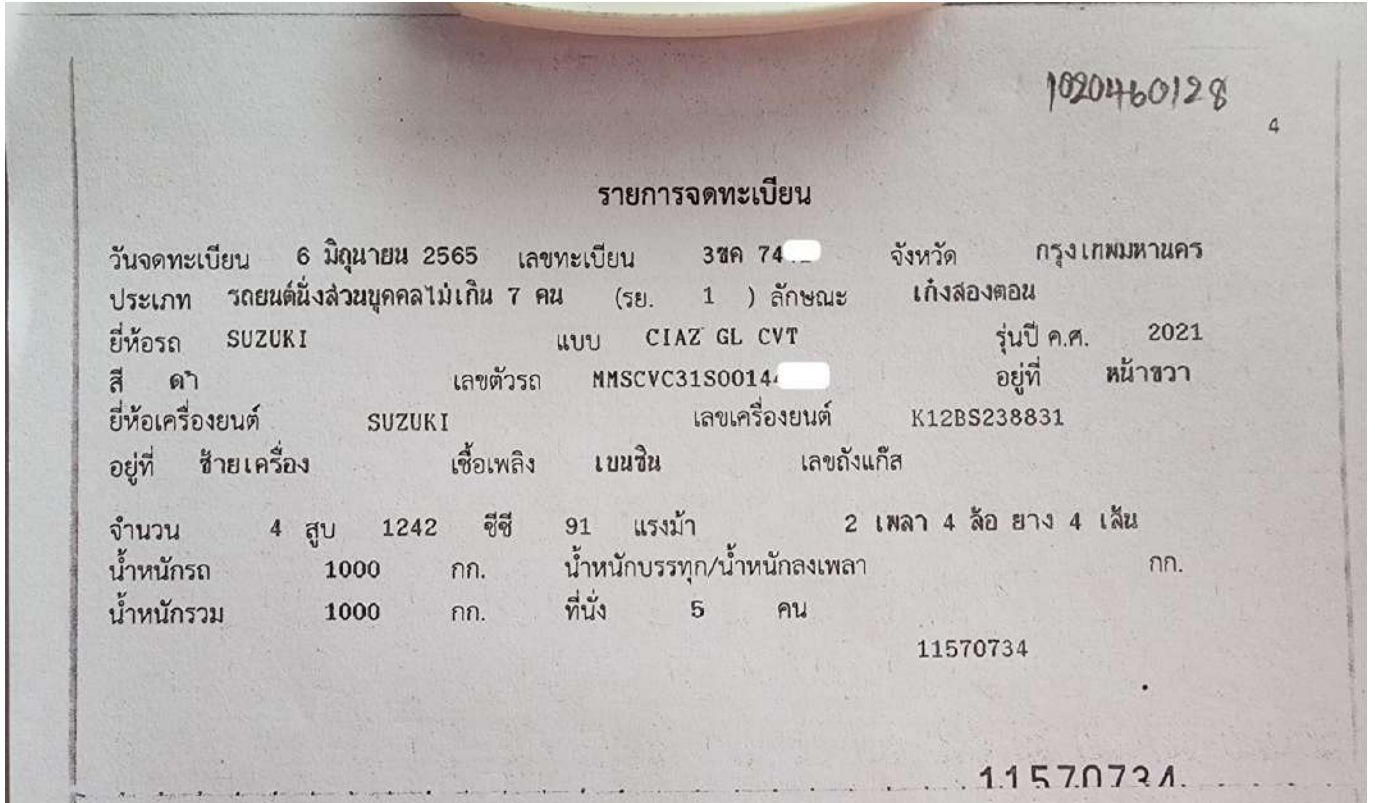 1020460128
4
รายการจดทะเบียน
วันจดทะเบียน 6 มิถุนายน 2565 เลขทะเบียน 3ขค 74 จังหวัด กรุงเทพมหานคร
ประเภท รถยนต์นั่งส่วนบุคคลไม่เกิน 7 คน (รย. 1 ) ลักษณะ เก๋งสองตอน
ยี่ห้อรถ SUZUKI แบบ CIAZ GL CVT รุ่นปี ค.ศ. 2021
สี ดำ เลขตัวรถ MMSCVC31S0014 อยู่ที่ หน้าขวา
ยี่ห้อเครื่องยนต์ SUZUKI เลขเครื่องยนต์ K12BS238831
อยู่ที่ ซ้ายเครื่อง เชื้อเพลิง เบนซิน เลขถังแก๊ส
จำนวน 4 สูบ 1242 ซีซี 91 แรงม้า 2 เพลา 4 ล้อ ยาง 4 เส้น
น้ำหนักรถ 1000 กก. น้ำหนักบรรทุก/น้ำหนักลงเพลา กก.
น้ำหนักรวม 1000 กก. ที่นั่ง 5 คน
11570734
11570734